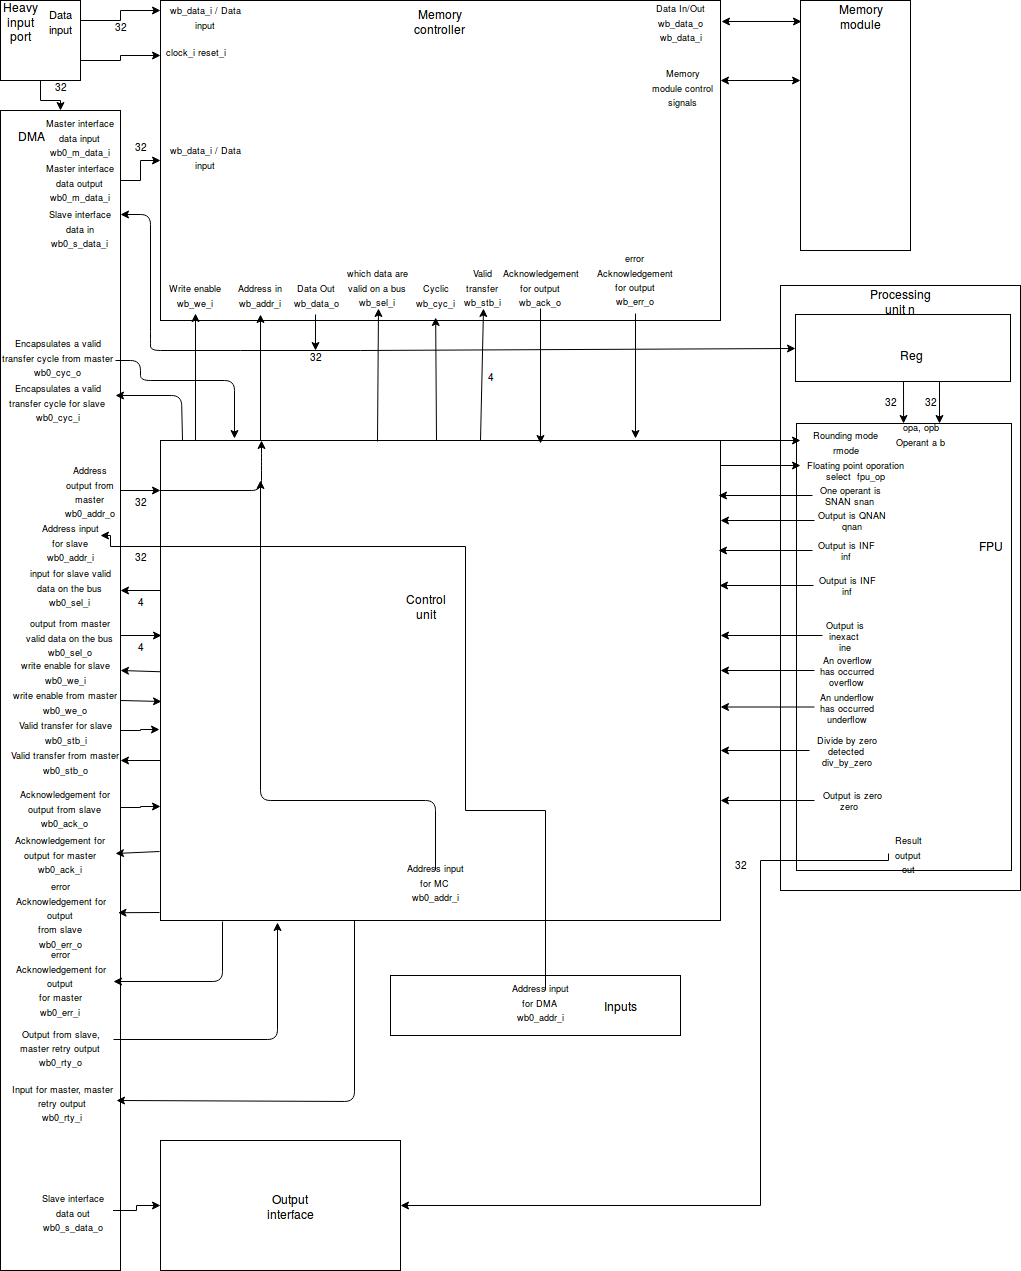 Heavy
input
port
Data
input
32
32
wb_data_i / Data
input
clock_i reset_i
Memory
controller
Data In/Out
wb_data_o
wb_data_i
Memory
module control
signals
Memory
module
DMA
Master interface
data input
wb0_m_data_i
Master interface
data output
wb0_m_data_i
Slave interface
data in
wb0_s_data_i
32
wb_data_i / Data
input
Write enable
wb_we_i
Address in
wb_addr_i
Data Out
wb_data_o
which data are
valid on a bus
wb_sel_i
Cyclic
wb_cyc_i
Valid
transfer
wb_stb_i
Acknowledgement
for output
wb_ack_o
error
Acknowledgement
for output
wb_err_o
32
4
Processing
unit n
Reg
32
32
opa, opb
Operant a b
Rounding mode
rmode
Floating point oporation
select fpu_op
One operant is
SNAN snan
Output is QNAN
qnan
Output is INF
inf
Output is INF
inf
Output is
inexact
ine
An overflow
has occurred
overflow
An underflow
has occurred
underflow
Divide by zero
detected
div_by_zero
Output is zero
zero
Result
output
out
FPU
32
Encapsulates a valid
transfer cycle from master
wb0_cyc_o
Encapsulates a valid
transfer cycle for slave
wb0_cyc_i
Address
output from
master
wb0_addr_o
32
Address input
for slave
wb0_addr_i
32
input for slave valid
data on the bus
wb0_sel_i
4
output from master
valid data on the bus
wb0_sel_o
4
write enable for slave
wb0_we_i
write enable from master
wb0_we_o
Valid transfer for slave
wb0_stb_i
Valid transfer from master
wb0_stb_o
Acknowledgement for
output from slave
wb0_ack_o
Acknowledgement for
output for master
wb0_ack_i
error
Acknowledgement for
output
from slave
wb0_err_o
error
Acknowledgement for
output
for master
wb0_err_i
Output from slave,
master retry output
wb0_rty_o
Input for master, master
retry output
wb0_rty_i
Slave interface
data out
wb0_s_data_o
Control
unit
Address input
for MC
wb0_addr_i
Address input
for DMA
wb0_addr_i
Inputs
Output
interface